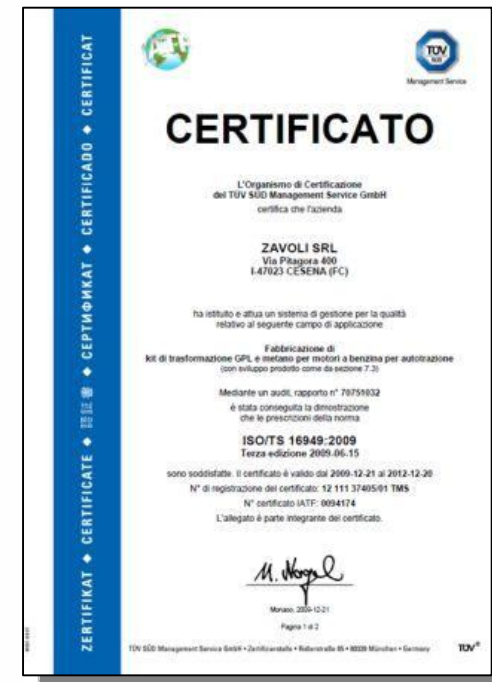 IATF
TÜV
SÜD
Management Service
CERTIFICATO
L'Organismo di Certificazione
del TÜV SÜD Management Service GmbH
certifica che l'azienda
ZAVOLI SRL
Via Pitagora 400
I-47023 CESENA (FC)
ha istituito e attua un sistema di gestione per la qualità
relativo al seguente campo di applicazione
Fabbricazione di
kit di trasformazione GPL e metano per motori a benzina per autotrazione
(con sviluppo prodotto come da sezione 7.3)
Mediante un audit, rapporto n° 70751032
è stata conseguita la dimostrazione
che le prescrizioni della norma
ISO/TS 16949:2009
Terza edizione 2009-06-15
sono soddisfatte. Il certificato è valido dal 2009-12-21 al 2012-12-20
N° di registrazione del certificato: 12 111 37405/01 TMS
N° certificato IATF: 0094174
L'allegato è parte integrante del certificato.
Monaco, 2009-12-21
Pagina 1 di 2
TÜV SÜD Management Service GmbH • Zertifizierstelle • Ridlerstraße 65 • 80339 München • Germany
TÜV®
ZERTIFIKAT ◆ CERTIFICATE ◆ 認証書 ◆ СЕРТИФИКАТ ◆ CERTIFICADO ◆ CERTIFICAT